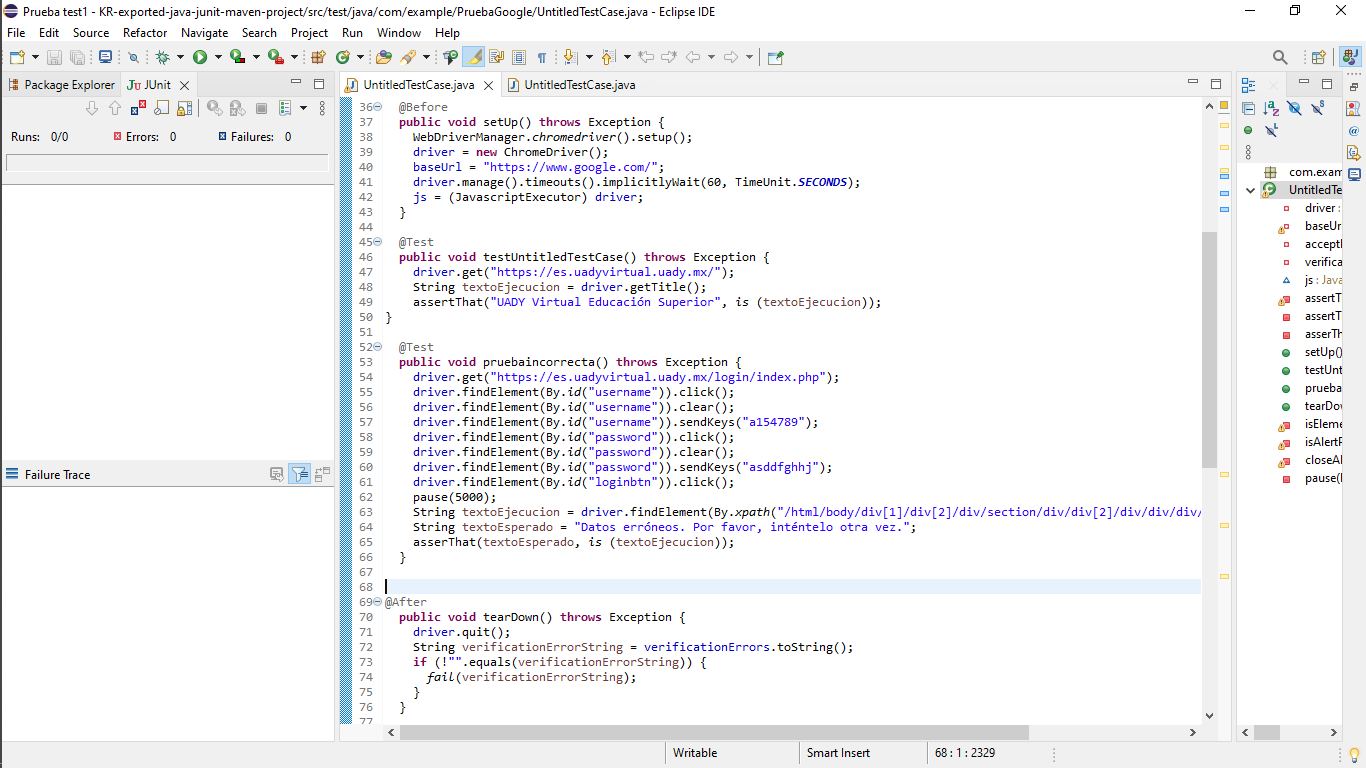 Prueba test1 - KR-exported-java-junit-maven-project/src/test/java/com/example/PruebaGoogle/UntitledTestCase.java - Eclipse IDE
File Edit Source Refactor Navigate Search Project Run Window Help
Package Explorer JUnit
UntitledTestCase.java UntitledTestCase.java
Runs: 0/0 Errors: 0 Failures: 0
Failure Trace
36 @Before
37 public void setUp() throws Exception {
38 WebDriverManager.chromedriver().setup();
39 driver = new ChromeDriver();
40 baseUrl = "https://www.google.com/";
41 driver.manage().timeouts().implicitlyWait(60, TimeUnit.SECONDS);
42 js = (JavascriptExecutor) driver;
43 }
44
45 @Test
46 public void testUntitledTestCase() throws Exception {
47 driver.get("https://es.uadyvirtual.uady.mx/");
48 String textoEjecucion = driver.getTitle();
49 assertThat("UADY Virtual Educación Superior", is (textoEjecucion));
50 }
51
52 @Test
53 public void pruebaincorrecta() throws Exception {
54 driver.get("https://es.uadyvirtual.uady.mx/login/index.php");
55 driver.findElement(By.id("username")).click();
56 driver.findElement(By.id("username")).clear();
57 driver.findElement(By.id("username")).sendKeys("a154789");
58 driver.findElement(By.id("password")).click();
59 driver.findElement(By.id("password")).clear();
60 driver.findElement(By.id("password")).sendKeys("asddfghhj");
61 driver.findElement(By.id("loginbtn")).click();
62 pause(5000);
63 String textoEjecucion = driver.findElement(By.xpath("/html/body/div[1]/div[2]/div/section/div/div[2]/div/div/div/
64 String textoEsperado = "Datos erróneos. Por favor, inténtelo otra vez.";
65 asserThat(textoEsperado, is (textoEjecucion));
66 }
67
68
69 @After
70 public void tearDown() throws Exception {
71 driver.quit();
72 String verificationErrorString = verificationErrors.toString();
73 if (!"".equals(verificationErrorString)) {
74 fail(verificationErrorString);
75 }
76 }
77
com.exam
UntitledTe
driver :
baseUr
accept
verifica
js : Java
assertT
assertT
asserTh
setUp()
testUnt
prueba
tearDo
isEleme
isAlertP
closeAl
pause(
Writable Smart Insert 68 : 1 : 2329